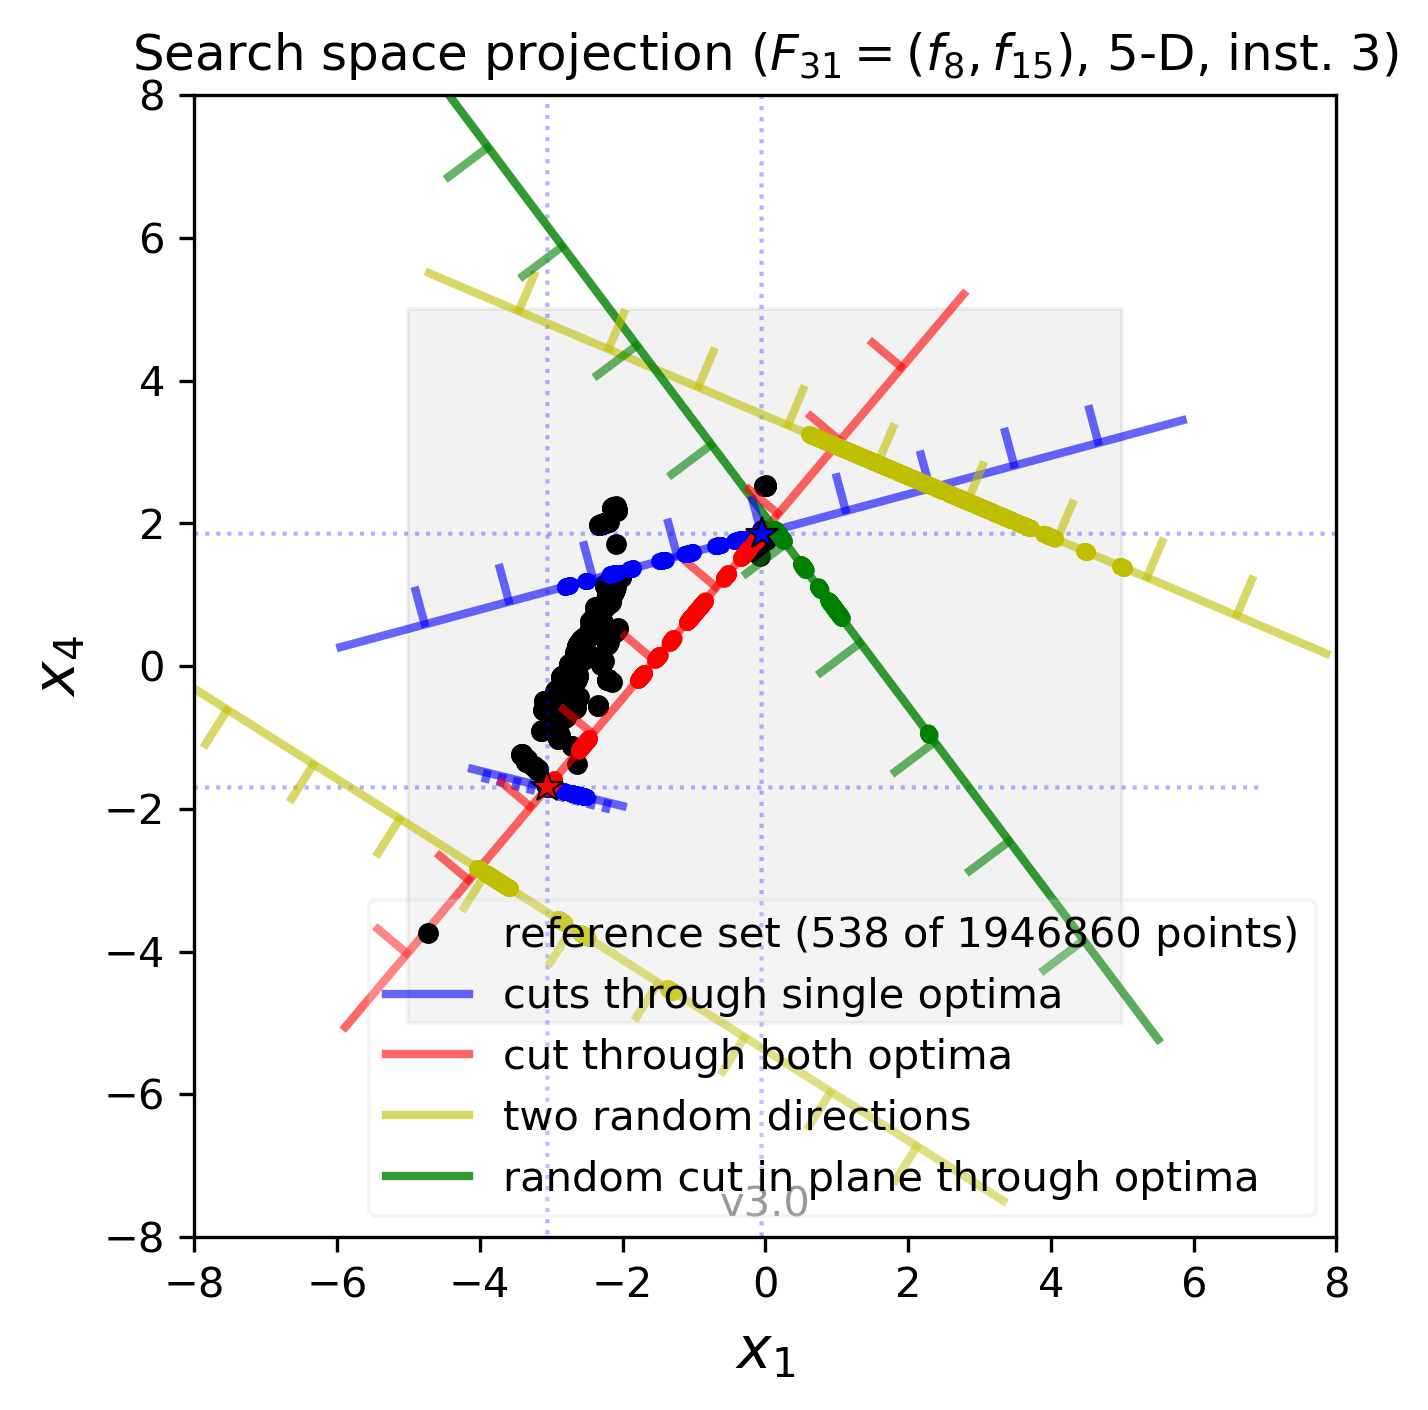 Search space projection (F₃₁ = (f₈, f₁₅), 5-D, inst. 3)
8
6
4
2
0
−2
−4
−6
−8
x₄
reference set (538 of 1946860 points)
cuts through single optima
cut through both optima
two random directions
random cut in plane through optima
v3.0
−8 −6 −4 −2 0 2 4 6 8
x₁